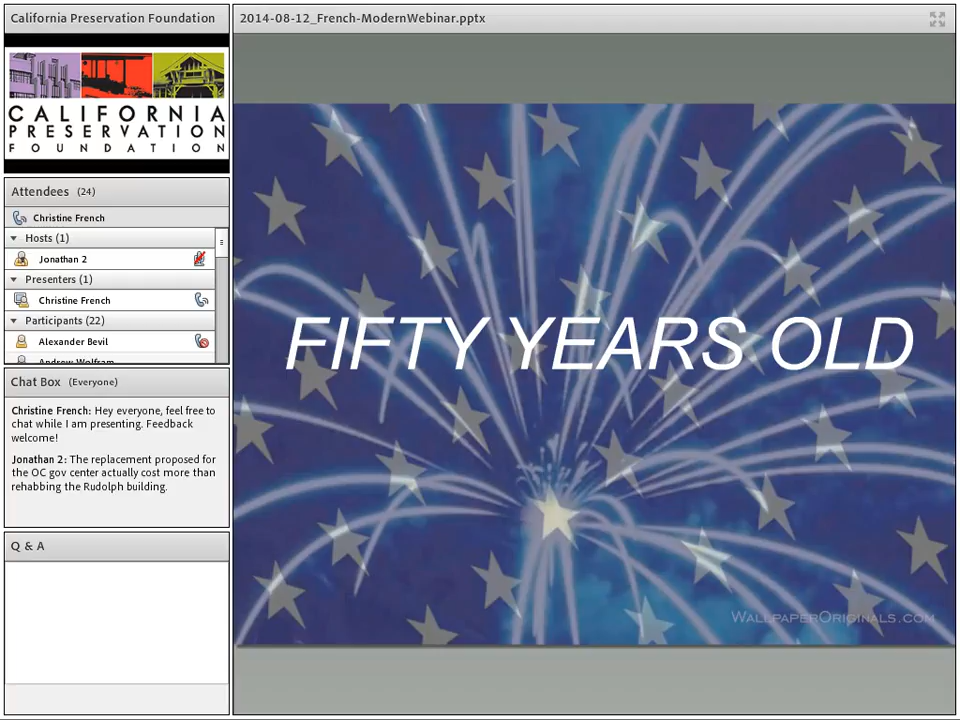 California Preservation Foundation
CALIFORNIA
PRESERVATION
FOUNDATION
Attendees (24)
Christine French
Hosts (1)
Jonathan 2
Presenters (1)
Christine French
Participants (22)
Alexander Bevil
Andrew Wolfram
Chat Box (Everyone)
Christine French: Hey everyone, feel free to
chat while I am presenting. Feedback
welcome!
Jonathan 2: The replacement proposed for
the OC gov center actually cost more than
rehabbing the Rudolph building.
Q & A
2014-08-12_French-ModernWebinar.pptx
FIFTY YEARS OLD
WALLPAPERORIGINALS.COM